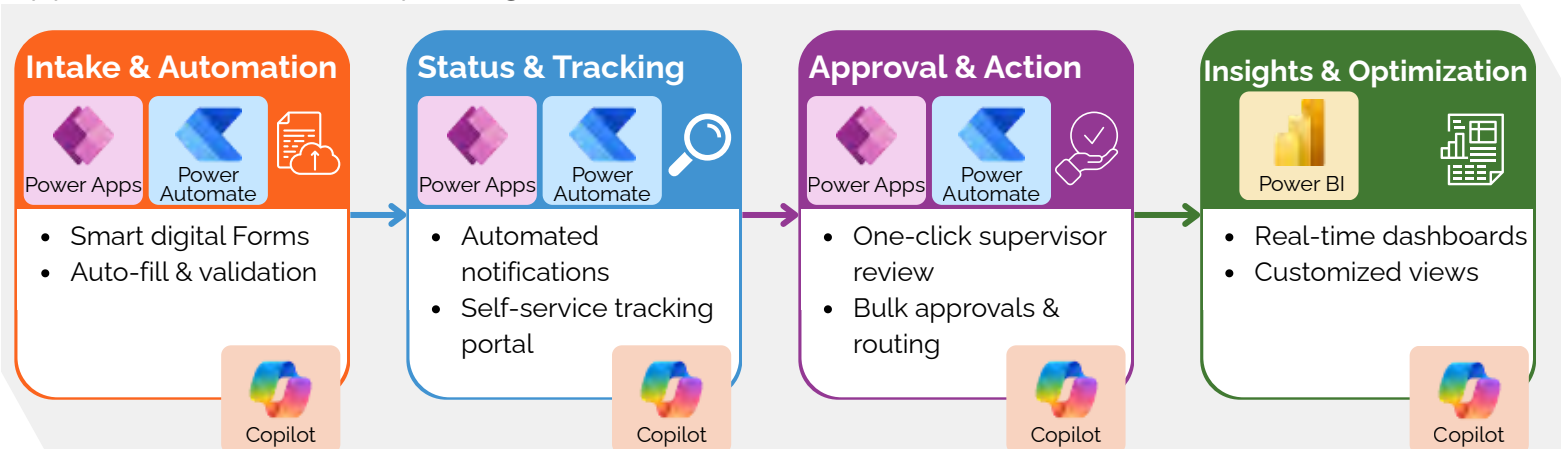 Intake & Automation
Power Apps
Power
Automate
• Smart digital Forms
• Auto-fill & validation
Copilot
Status & Tracking
Power Apps
Power
Automate
• Automated
notifications
• Self-service tracking
portal
Copilot
Approval & Action
Power Apps
Power
Automate
• One-click supervisor
review
• Bulk approvals &
routing
Copilot
Insights & Optimization
Power BI
• Real-time dashboards
• Customized views
Copilot